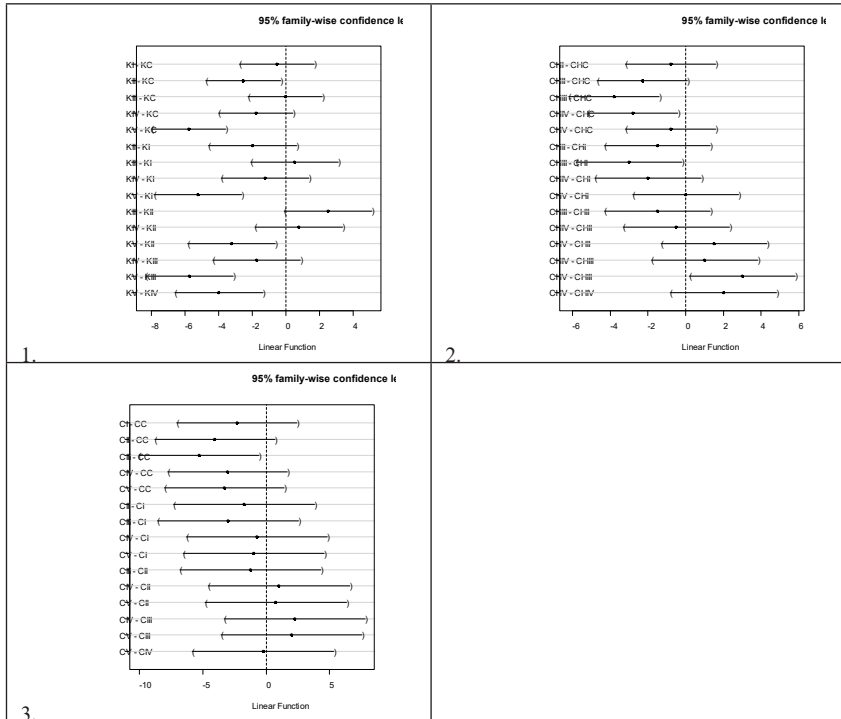 95% family-wise confidence le
Ki - KC
Kii - KC
Kiii - KC
KIV - KC
KV - KC
Kii - Ki
Kiii - Ki
KIV - Ki
KV - Ki
Kiii - Kii
KIV - Kii
KV - Kii
KIV - Kiii
KV - Kiii
KV - KIV
-8 -6 -4 -2 0 2 4
Linear Function
1.
95% family-wise confidence le
CHi - CHC
CHii - CHC
CHiii - CHC
CHIV - CHC
CHV - CHC
CHii - CHi
CHiii - CHi
CHIV - CHi
CHV - CHi
CHiii - CHii
CHIV - CHii
CHV - CHii
CHIV - CHiii
CHV - CHiii
CHV - CHIV
-6 -4 -2 0 2 4 6
Linear Function
2.
95% family-wise confidence le
Ci - CC
Cii - CC
Ciii - CC
CIV - CC
CV - CC
Cii - Ci
Ciii - Ci
CIV - Ci
CV - Ci
Ciii - Cii
CIV - Cii
CV - Cii
CIV - Ciii
CV - Ciii
CV - CIV
-10 -5 0 5
Linear Function
3.